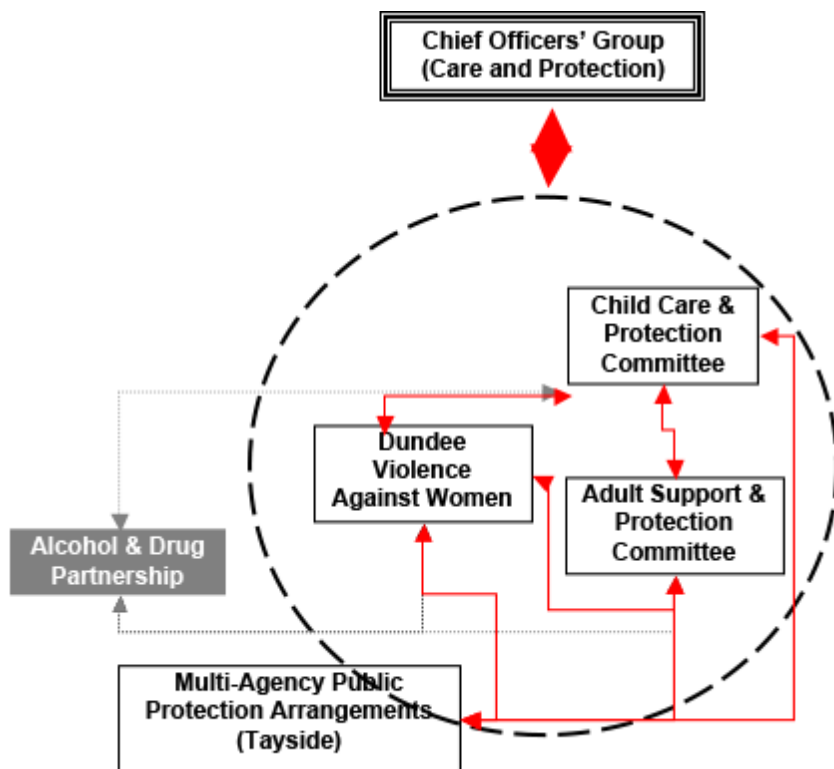 Chief Officers’ Group
(Care and Protection)
Child Care &
Protection
Committee
Dundee
Violence
Against Women
Adult Support &
Protection
Committee
Alcohol & Drug
Partnership
Multi-Agency Public
Protection Arrangements
(Tayside)